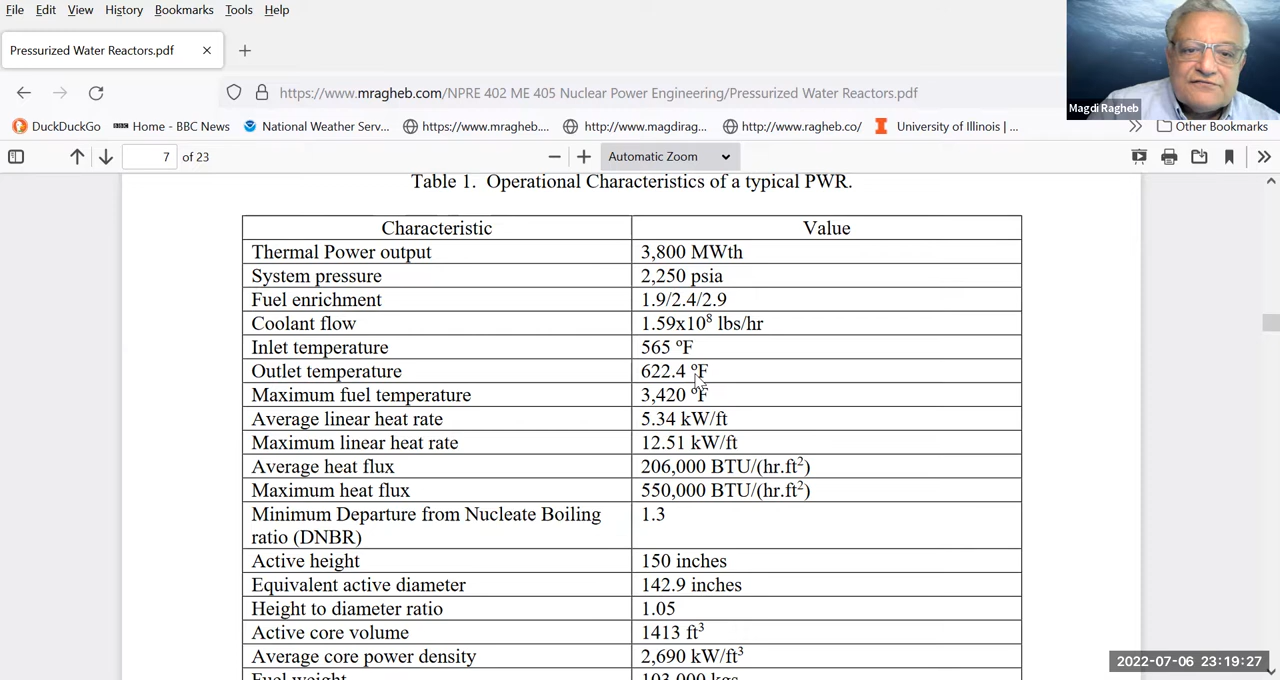 File Edit View History Bookmarks Tools Help
Pressurized Water Reactors.pdf
https://www.mragheb.com/NPRE 402 ME 405 Nuclear Power Engineering/Pressurized Water Reactors.pdf
DuckDuckGo BBC Home - BBC News National Weather Serv... https://www.mragheb.... http://www.magdirag... http://www.ragheb.co/ University of Illinois |... Other Bookmarks
7 of 23 Automatic Zoom
Magdi Ragheb
Table 1. Operational Characteristics of a typical PWR.
Characteristic Value
Thermal Power output 3,800 MWth
System pressure 2,250 psia
Fuel enrichment 1.9/2.4/2.9
Coolant flow 1.59x10⁸ lbs/hr
Inlet temperature 565 ºF
Outlet temperature 622.4 ºF
Maximum fuel temperature 3,420 ºF
Average linear heat rate 5.34 kW/ft
Maximum linear heat rate 12.51 kW/ft
Average heat flux 206,000 BTU/(hr.ft²)
Maximum heat flux 550,000 BTU/(hr.ft²)
Minimum Departure from Nucleate Boiling 1.3
ratio (DNBR)
Active height 150 inches
Equivalent active diameter 142.9 inches
Height to diameter ratio 1.05
Active core volume 1413 ft³
Average core power density 2,690 kW/ft³
Fuel weight 103,000 kgs
2022-07-06 23:19:27